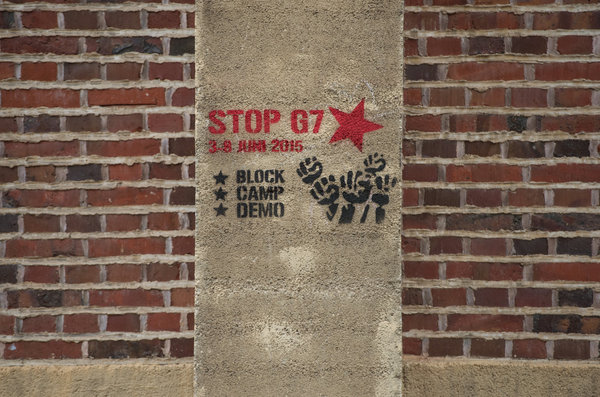 STOP G7
3-8 JUNI 2015
BLOCK
CAMP
DEMO